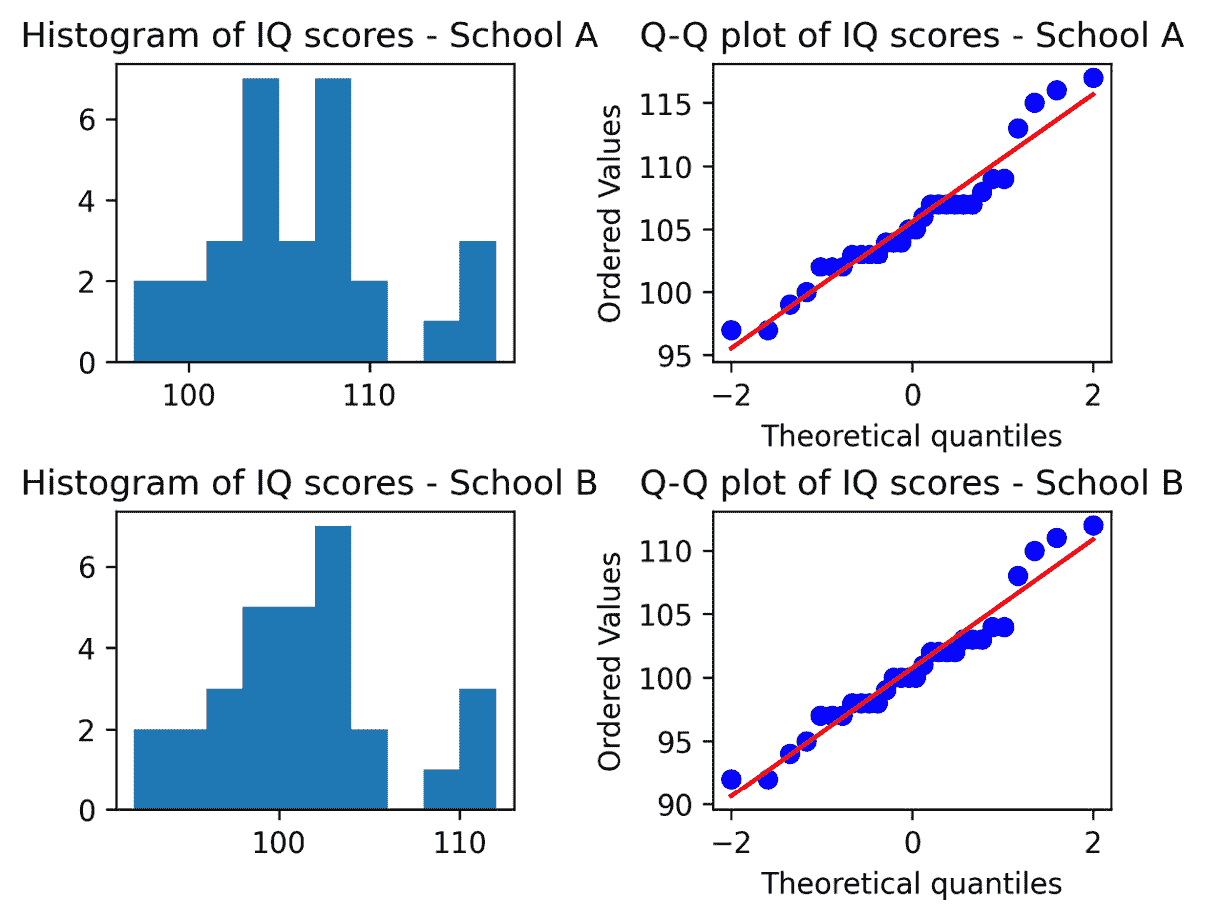 Histogram of IQ scores - School A
6
4
2
0
100 110
Q-Q plot of IQ scores - School A
Ordered Values
115
110
105
100
95
−2 0 2
Theoretical quantiles
Histogram of IQ scores - School B
6
4
2
0
100 110
Q-Q plot of IQ scores - School B
Ordered Values
110
105
100
95
90
−2 0 2
Theoretical quantiles